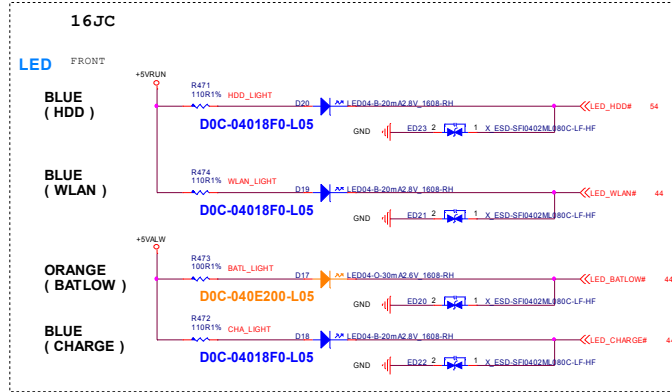 16JC
LED FRONT
+5VRUN
BLUE
( HDD )
R471
110R1%
HDD_LIGHT
D20
LED04-B-20mA2.8V_1608-RH
LED_HDD# 54
D0C-04018F0-L05
GND
ED23 2 1 X_ESD-SFI0402ML080C-LF-HF
BLUE
( WLAN )
R474
110R1%
WLAN_LIGHT
D19
LED04-B-20mA2.8V_1608-RH
LED_WLAN# 44
D0C-04018F0-L05
GND
ED21 2 1 X_ESD-SFI0402ML080C-LF-HF
+5VALW
ORANGE
( BATLOW )
R473
100R1%
BATL_LIGHT
D17
LED04-O-30mA2.6V_1608-RH
LED_BATLOW# 44
D0C-040E200-L05
GND
ED20 2 1 X_ESD-SFI0402ML080C-LF-HF
BLUE
( CHARGE )
R472
110R1%
CHA_LIGHT
D18
LED04-B-20mA2.8V_1608-RH
LED_CHARGE#
D0C-04018F0-L05
GND
ED22 2 1 X_ESD-SFI0402ML080C-LF-HF